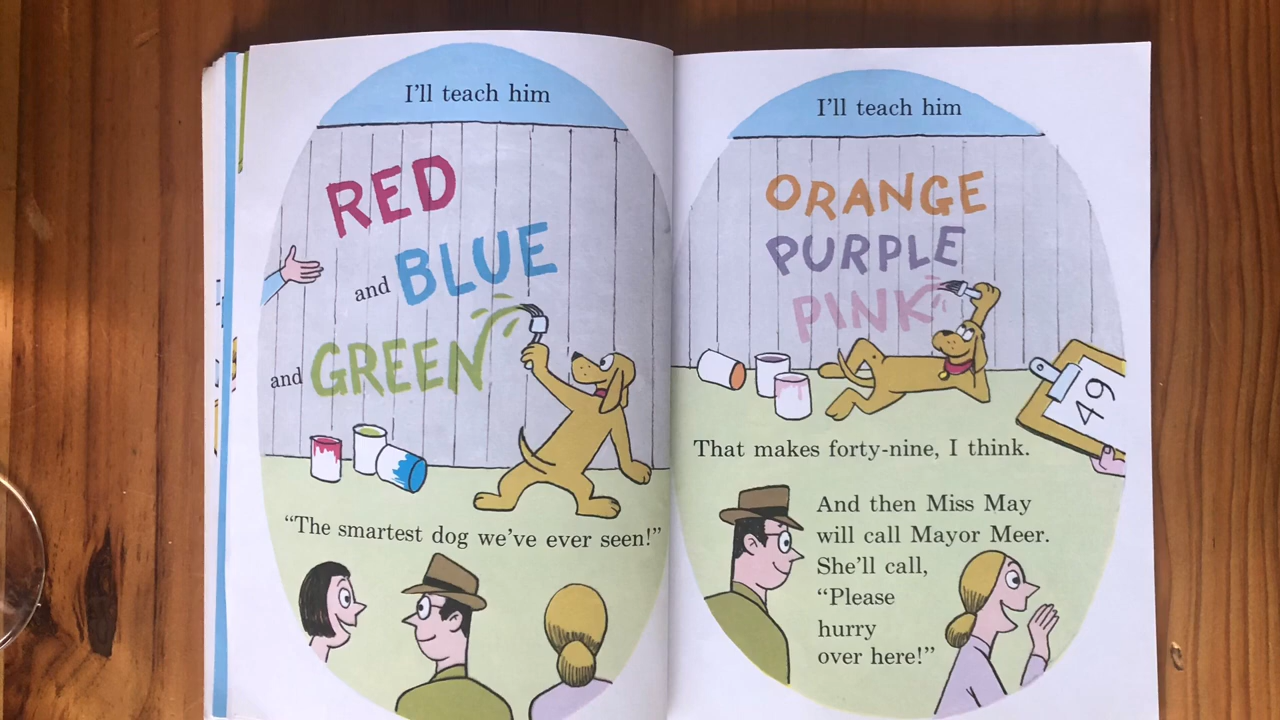 I'll teach him
RED
and BLUE
and GREEN
“The smartest dog we've ever seen!”
I'll teach him
ORANGE
PURPLE
PINK
49
That makes forty-nine, I think.
And then Miss May
will call Mayor Meer.
She'll call,
“Please
hurry
over here!”